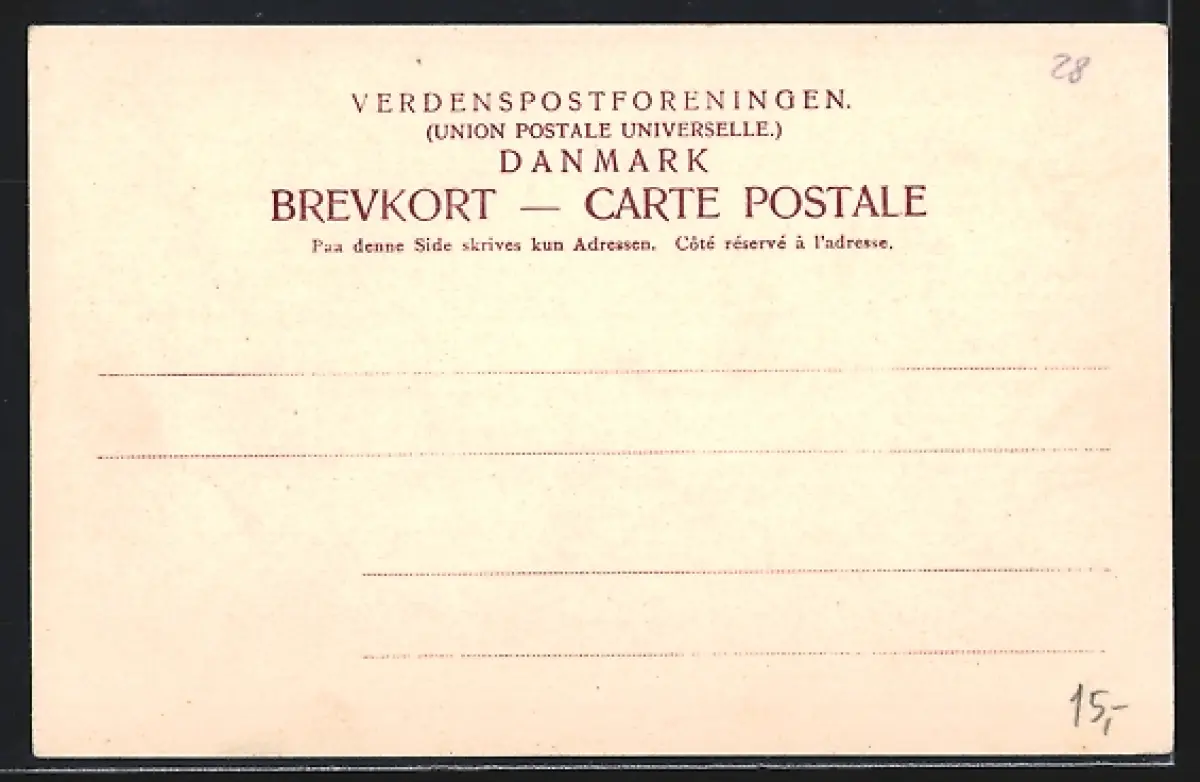 28
VERDENSPOSTFORENINGEN.
(UNION POSTALE UNIVERSELLE.)
DANMARK
BREVKORT — CARTE POSTALE
Paa denne Side skrives kun Adressen. Côté réservé à l'adresse.
15,-